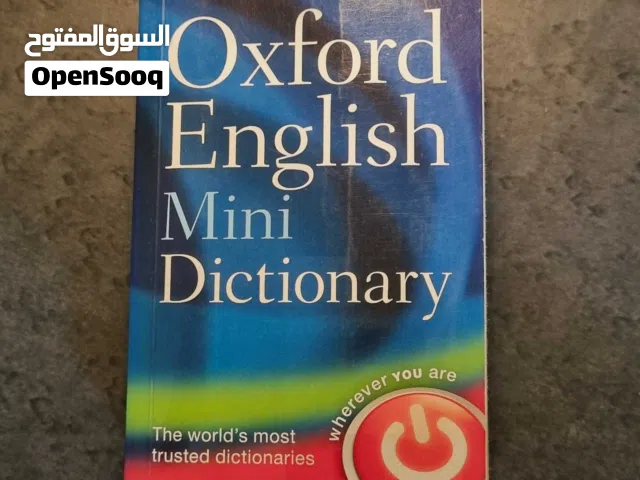 السوق المفتوح
OpenSooq
Oxford
English
Mini
Dictionary
wherever YOU are
The world's most
trusted dictionaries